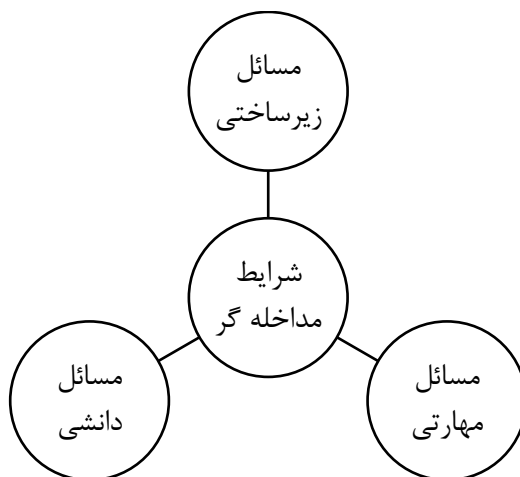 مسائل
زیرساختی
شرایط
مداخله گر
مسائل
مهارتی
مسائل
دانشی